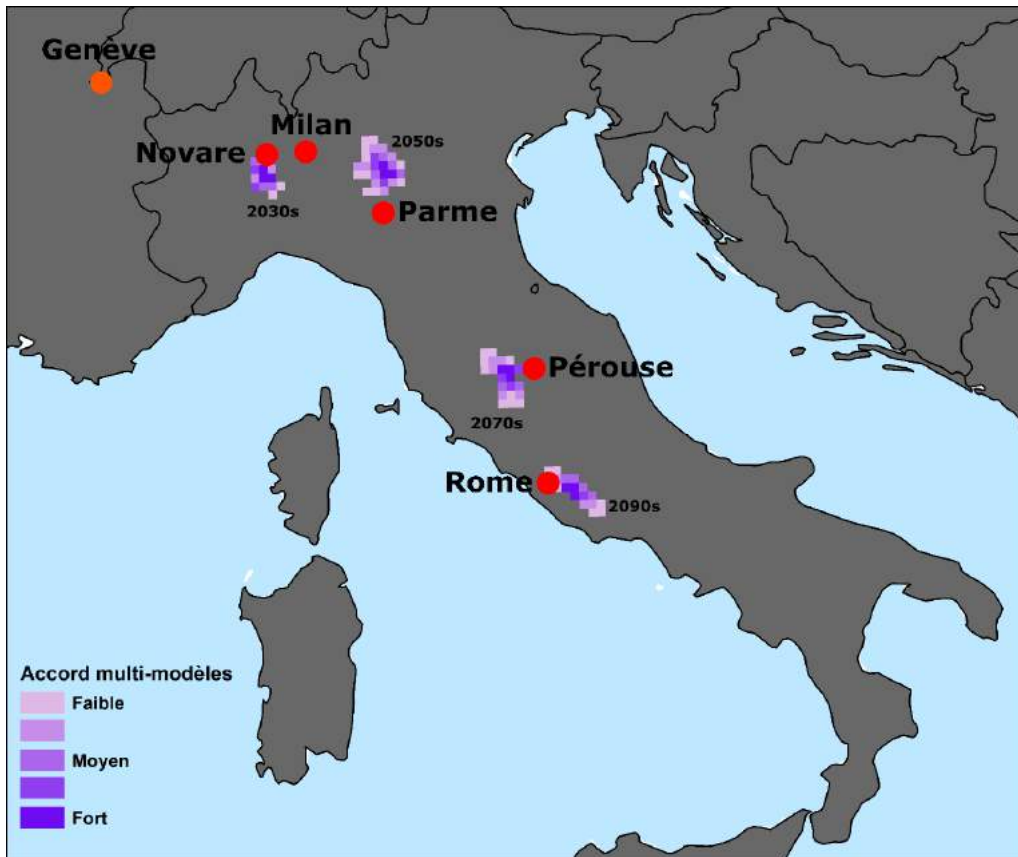 Genève
Milan
Novare
2050s
2030s
Parme
Pérouse
2070s
Rome
2090s
Accord multi-modèles
Faible
Moyen
Fort